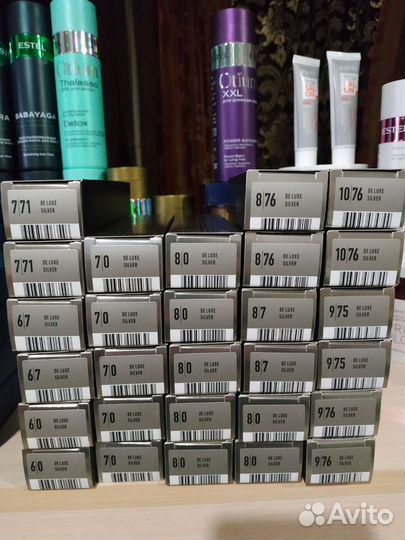 ESTEL
BABAYAGA
Otium
Thalasso
Detox
Otium
XXL
POWER-БАЛЬЗАМ
7/71 DE LUXE SILVER
8/76 DE LUXE SILVER
10/76 DE LUXE SILVER
7/71 DE LUXE SILVER
7/0 DE LUXE SILVER
8/0 DE LUXE SILVER
8/76 DE LUXE SILVER
10/76 DE LUXE SILVER
6/7 DE LUXE SILVER
7/0 DE LUXE SILVER
8/0 DE LUXE SILVER
8/7 DE LUXE SILVER
9/75 DE LUXE SILVER
6/7 DE LUXE SILVER
7/0 DE LUXE SILVER
8/0 DE LUXE SILVER
8/7 DE LUXE SILVER
9/75 DE LUXE SILVER
6/0 DE LUXE SILVER
7/0 DE LUXE SILVER
8/0 DE LUXE SILVER
8/0 DE LUXE SILVER
9/76 DE LUXE SILVER
6/0 DE LUXE SILVER
7/0 DE LUXE SILVER
8/0 DE LUXE SILVER
8/0 DE LUXE SILVER
9/76 DE LUXE SILVER
Avito